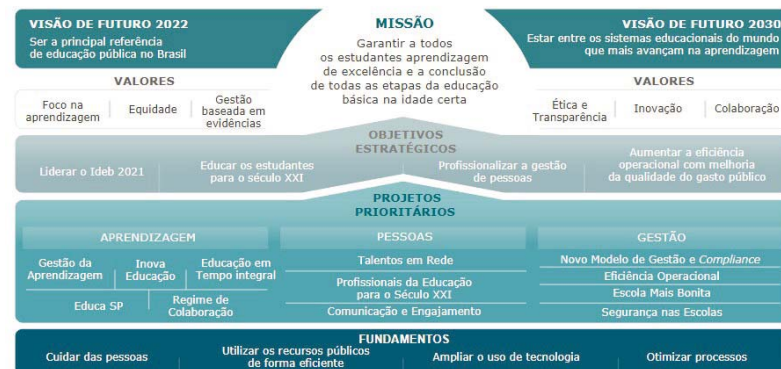 VISÃO DE FUTURO 2022
Ser a principal referência
de educação pública no Brasil
MISSÃO
Garantir a todos
os estudantes aprendizagem
de excelência e a conclusão
de todas as etapas da educação
básica na idade certa
VISÃO DE FUTURO 2030
Estar entre os sistemas educacionais do mundo
que mais avançam na aprendizagem
VALORES
Foco na
aprendizagem
Equidade
Gestão
baseada em
evidências
VALORES
Ética e
Transparência
Inovação
Colaboração
OBJETIVOS
ESTRATÉGICOS
Liderar o Ideb 2021
Educar os estudantes
para o século XXI
Profissionalizar a gestão
de pessoas
Aumentar a eficiência
operacional com melhoria
da qualidade do gasto público
PROJETOS
PRIORITÁRIOS
APRENDIZAGEM
Gestão da
Aprendizagem
Inova
Educação
Educação em
Tempo integral
Educa SP
Regime de
Colaboração
PESSOAS
Talentos em Rede
Profissionais da Educação
para o Século XXI
Comunicação e Engajamento
GESTÃO
Novo Modelo de Gestão e Compliance
Eficiência Operacional
Escola Mais Bonita
Segurança nas Escolas
FUNDAMENTOS
Cuidar das pessoas
Utilizar os recursos públicos
de forma eficiente
Ampliar o uso de tecnologia
Otimizar processos